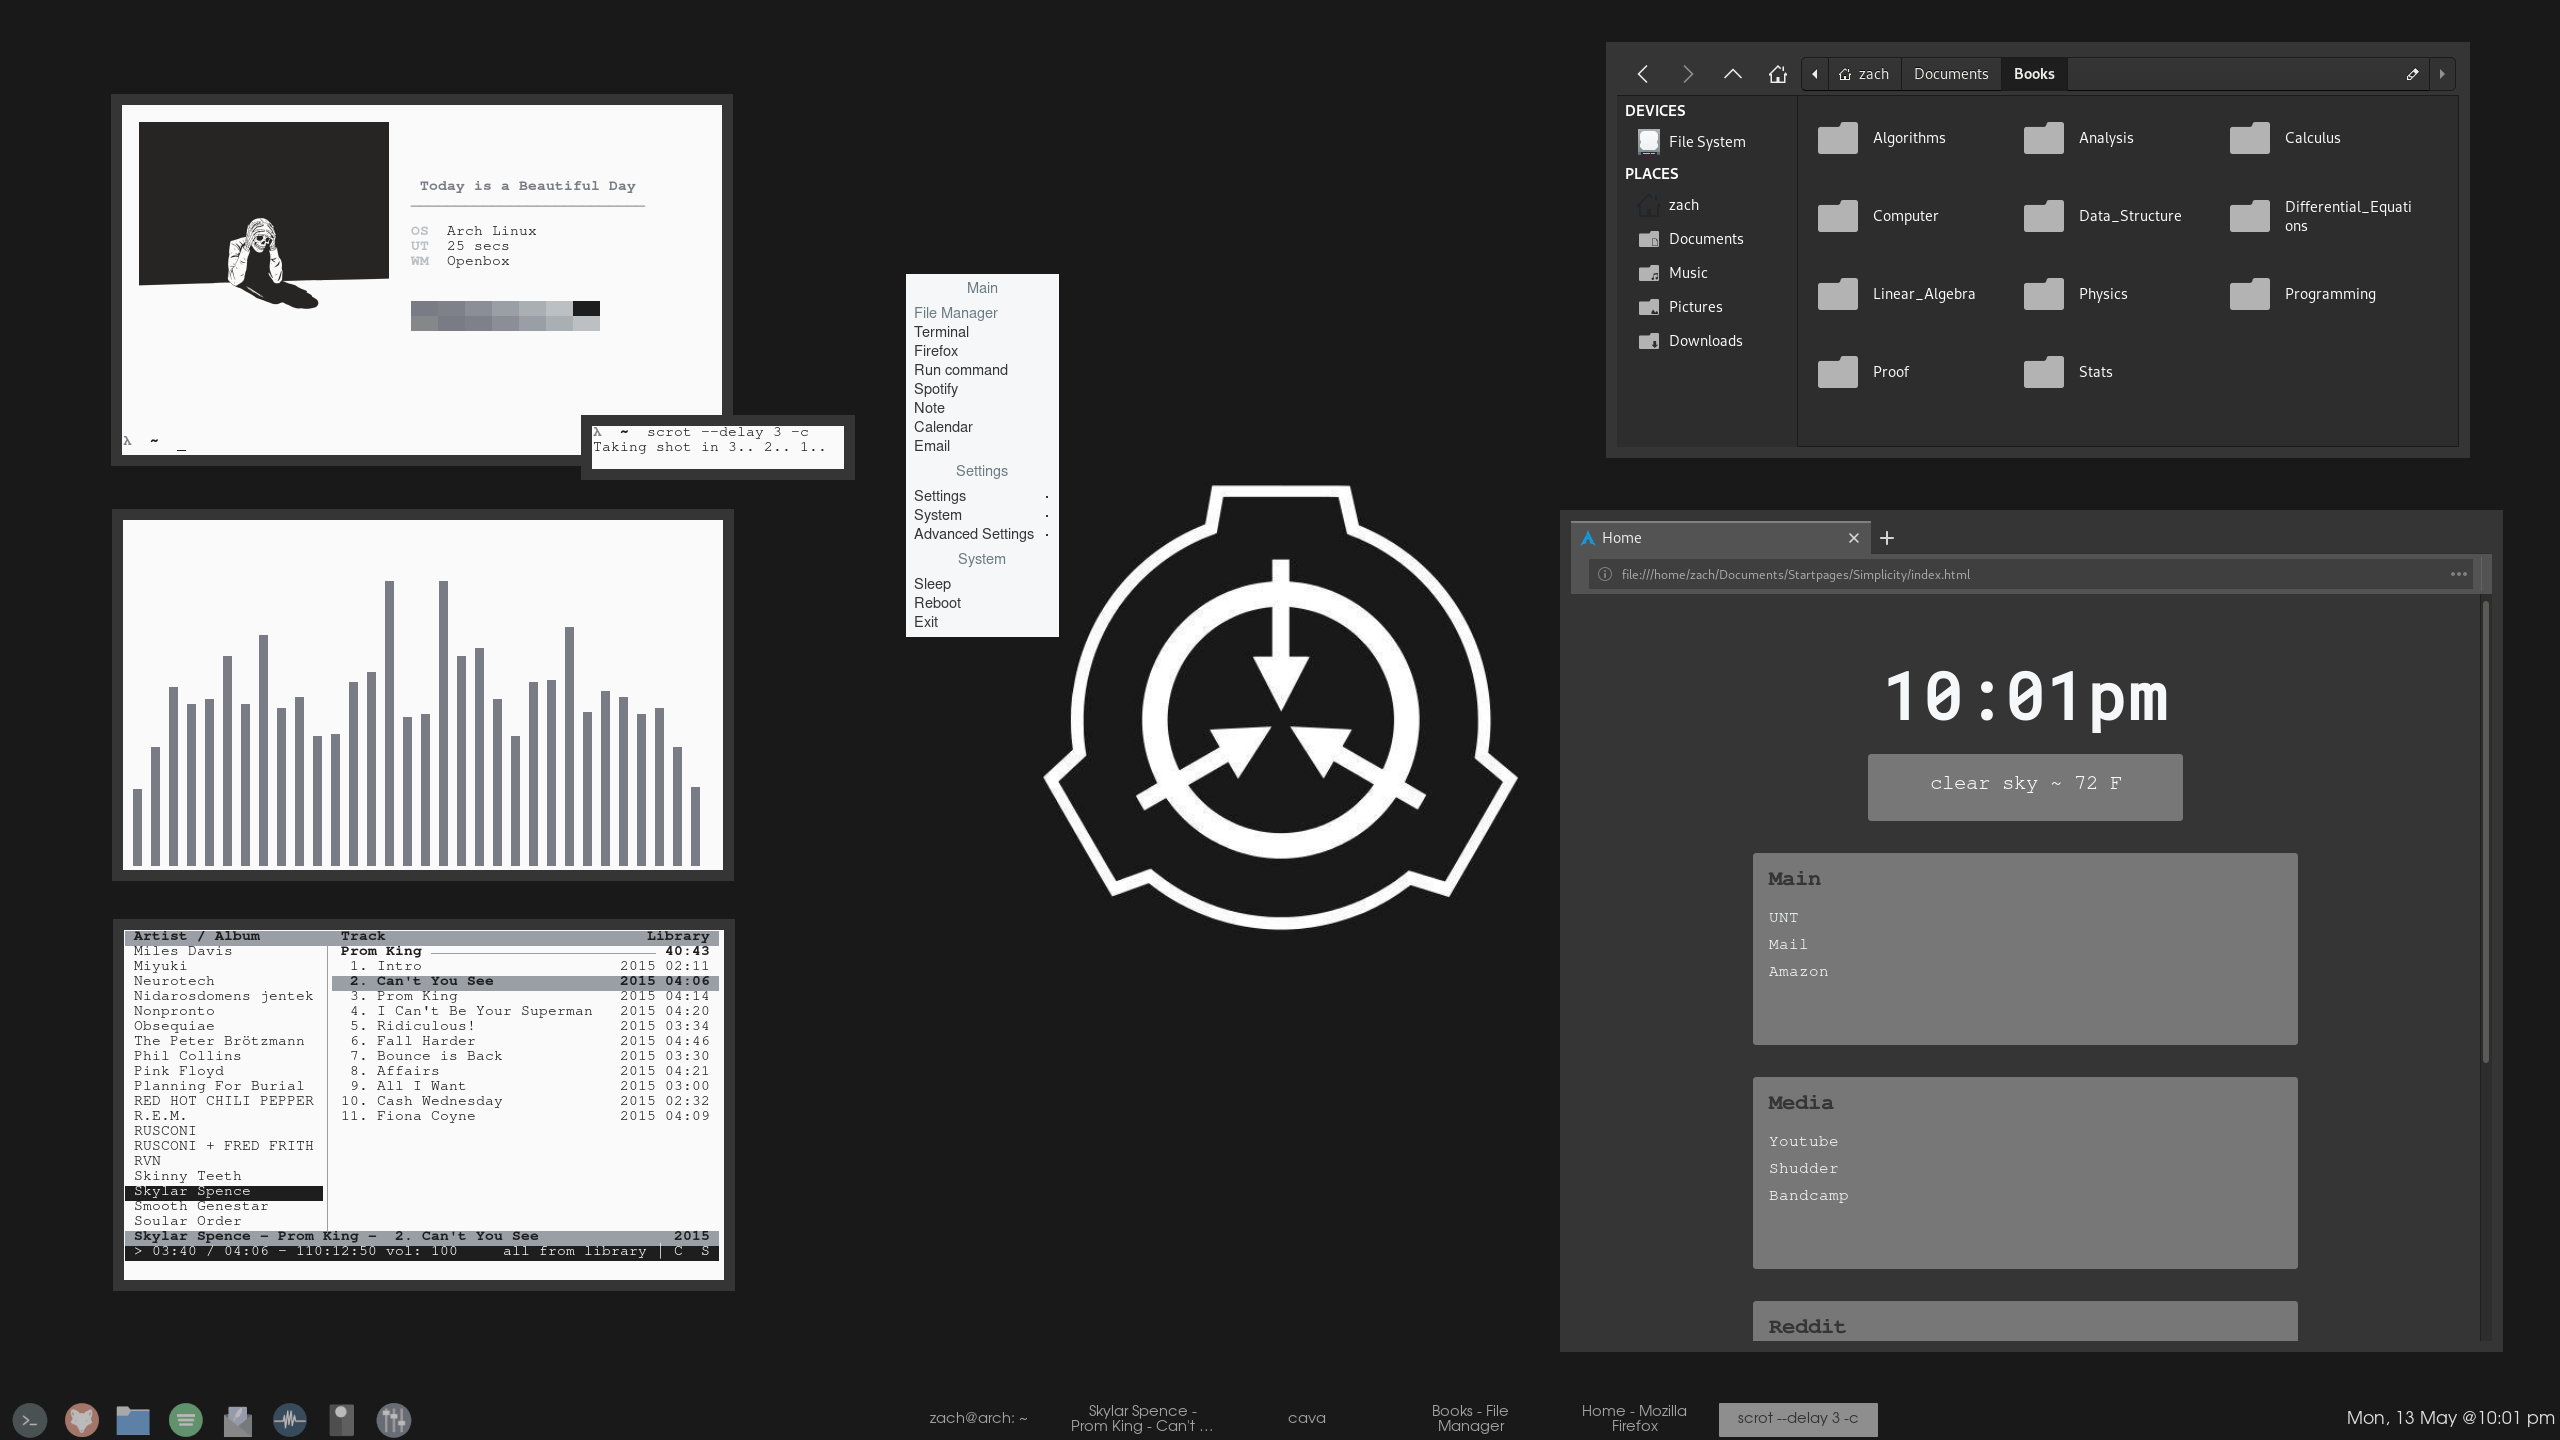 Today is a Beautiful Day
OS Arch Linux
UT 25 secs
WM Openbox
λ ~ _
λ ~ scrot --delay 3 -c
Taking shot in 3.. 2.. 1..
Artist / Album Track Library
Miles Davis Prom King 40:43
Miyuki 1. Intro 2015 02:11
Neurotech 2. Can't You See 2015 04:06
Nidarosdomens jentek 3. Prom King 2015 04:14
Nonpronto 4. I Can't Be Your Superman 2015 04:20
Obsequiae 5. Ridiculous! 2015 03:34
The Peter Brötzmann 6. Fall Harder 2015 04:46
Phil Collins 7. Bounce is Back 2015 03:30
Pink Floyd 8. Affairs 2015 04:21
Planning For Burial 9. All I Want 2015 03:00
RED HOT CHILI PEPPER 10. Cash Wednesday 2015 02:32
R.E.M. 11. Fiona Coyne 2015 04:09
RUSCONI
RUSCONI + FRED FRITH
RVN
Skinny Teeth
Skylar Spence
Smooth Genestar
Soular Order
Skylar Spence - Prom King - 2. Can't You See 2015
> 03:40 / 04:06 - 110:12:50 vol: 100 all from library | C S
Main
File Manager
Terminal
Firefox
Run command
Spotify
Note
Calendar
Email
Settings
Settings
System
Advanced Settings
System
Sleep
Reboot
Exit
zach Documents Books
DEVICES
File System
PLACES
zach
Documents
Music
Pictures
Downloads
Algorithms Analysis Calculus
Computer Data_Structure Differential_Equati
ons
Linear_Algebra Physics Programming
Proof Stats
Home
file:///home/zach/Documents/Startpages/Simplicity/index.html
10:01pm
clear sky ~ 72 F
Main
UNT
Mail
Amazon
Media
Youtube
Shudder
Bandcamp
Reddit
zach@arch: ~
Skylar Spence -
Prom King - Can't ...
cava
Books - File
Manager
Home - Mozilla
Firefox
scrot --delay 3 -c
Mon, 13 May @10:01 pm